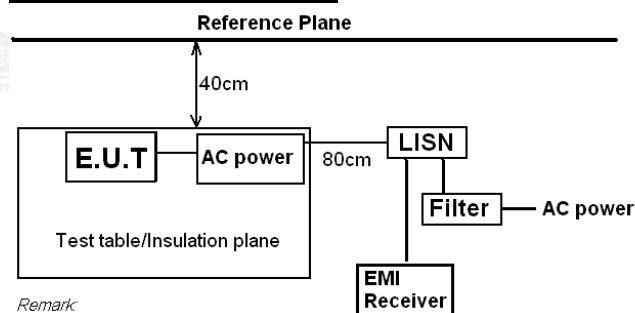 Reference Plane
40cm
E.U.T
AC power
80cm
LISN
Filter
AC power
Test table/Insulation plane
EMI
Receiver
Remark: